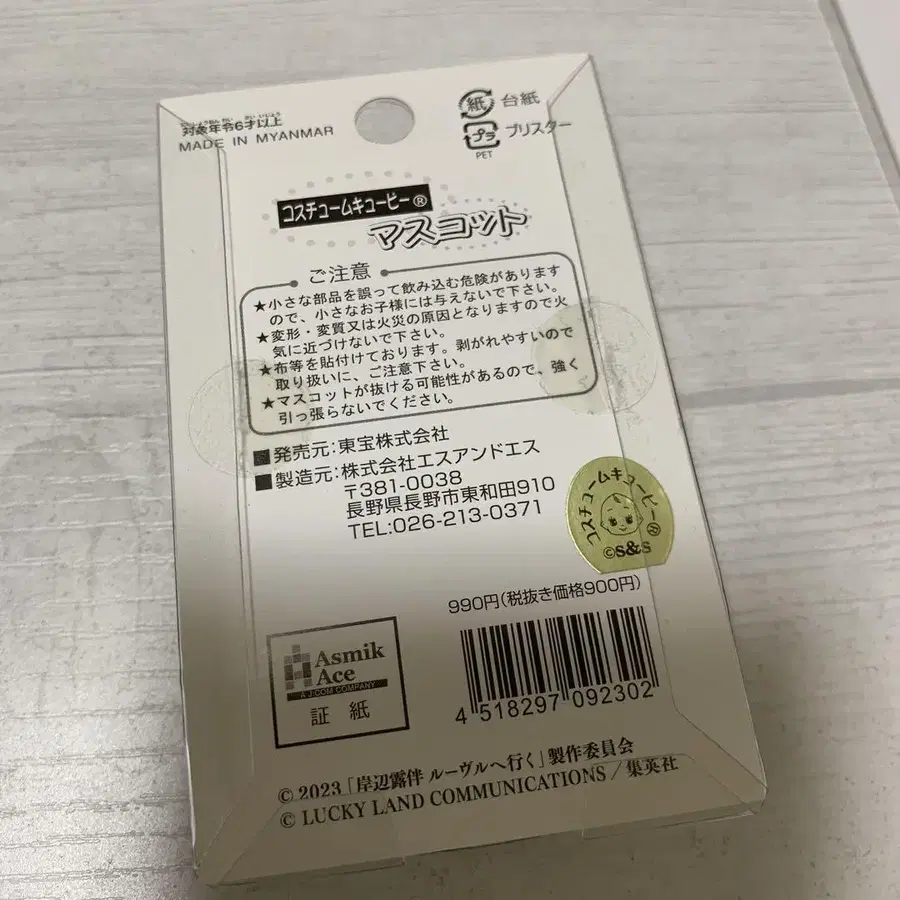 対象年令6才以上
MADE IN MYANMAR
紙 台紙
プラ ブリスター
PET
コスチュームキューピー®
マスコット
ご注意
★小さな部品を誤って飲み込む危険があります
ので、小さなお子様には与えないで下さい。
★変形・変質又は火災の原因となりますので火
気に近づけないで下さい。
★布等を貼付けております。剥がれやすいので
取り扱いに、ご注意下さい。
★マスコットが抜ける可能性があるので、強く
引っ張らないでください。
■発売元:東宝株式会社
■製造元:株式会社エスアンドエス
〒381-0038
長野県長野市東和田910
TEL:026-213-0371
コスチュームキューピー®
©S&S
990円(税抜き価格900円)
Asmik
Ace
A J:COM COMPANY
証 紙
4 518297 092302
© 2023「岸辺露伴 ルーヴルへ行く」製作委員会
© LUCKY LAND COMMUNICATIONS / 集英社